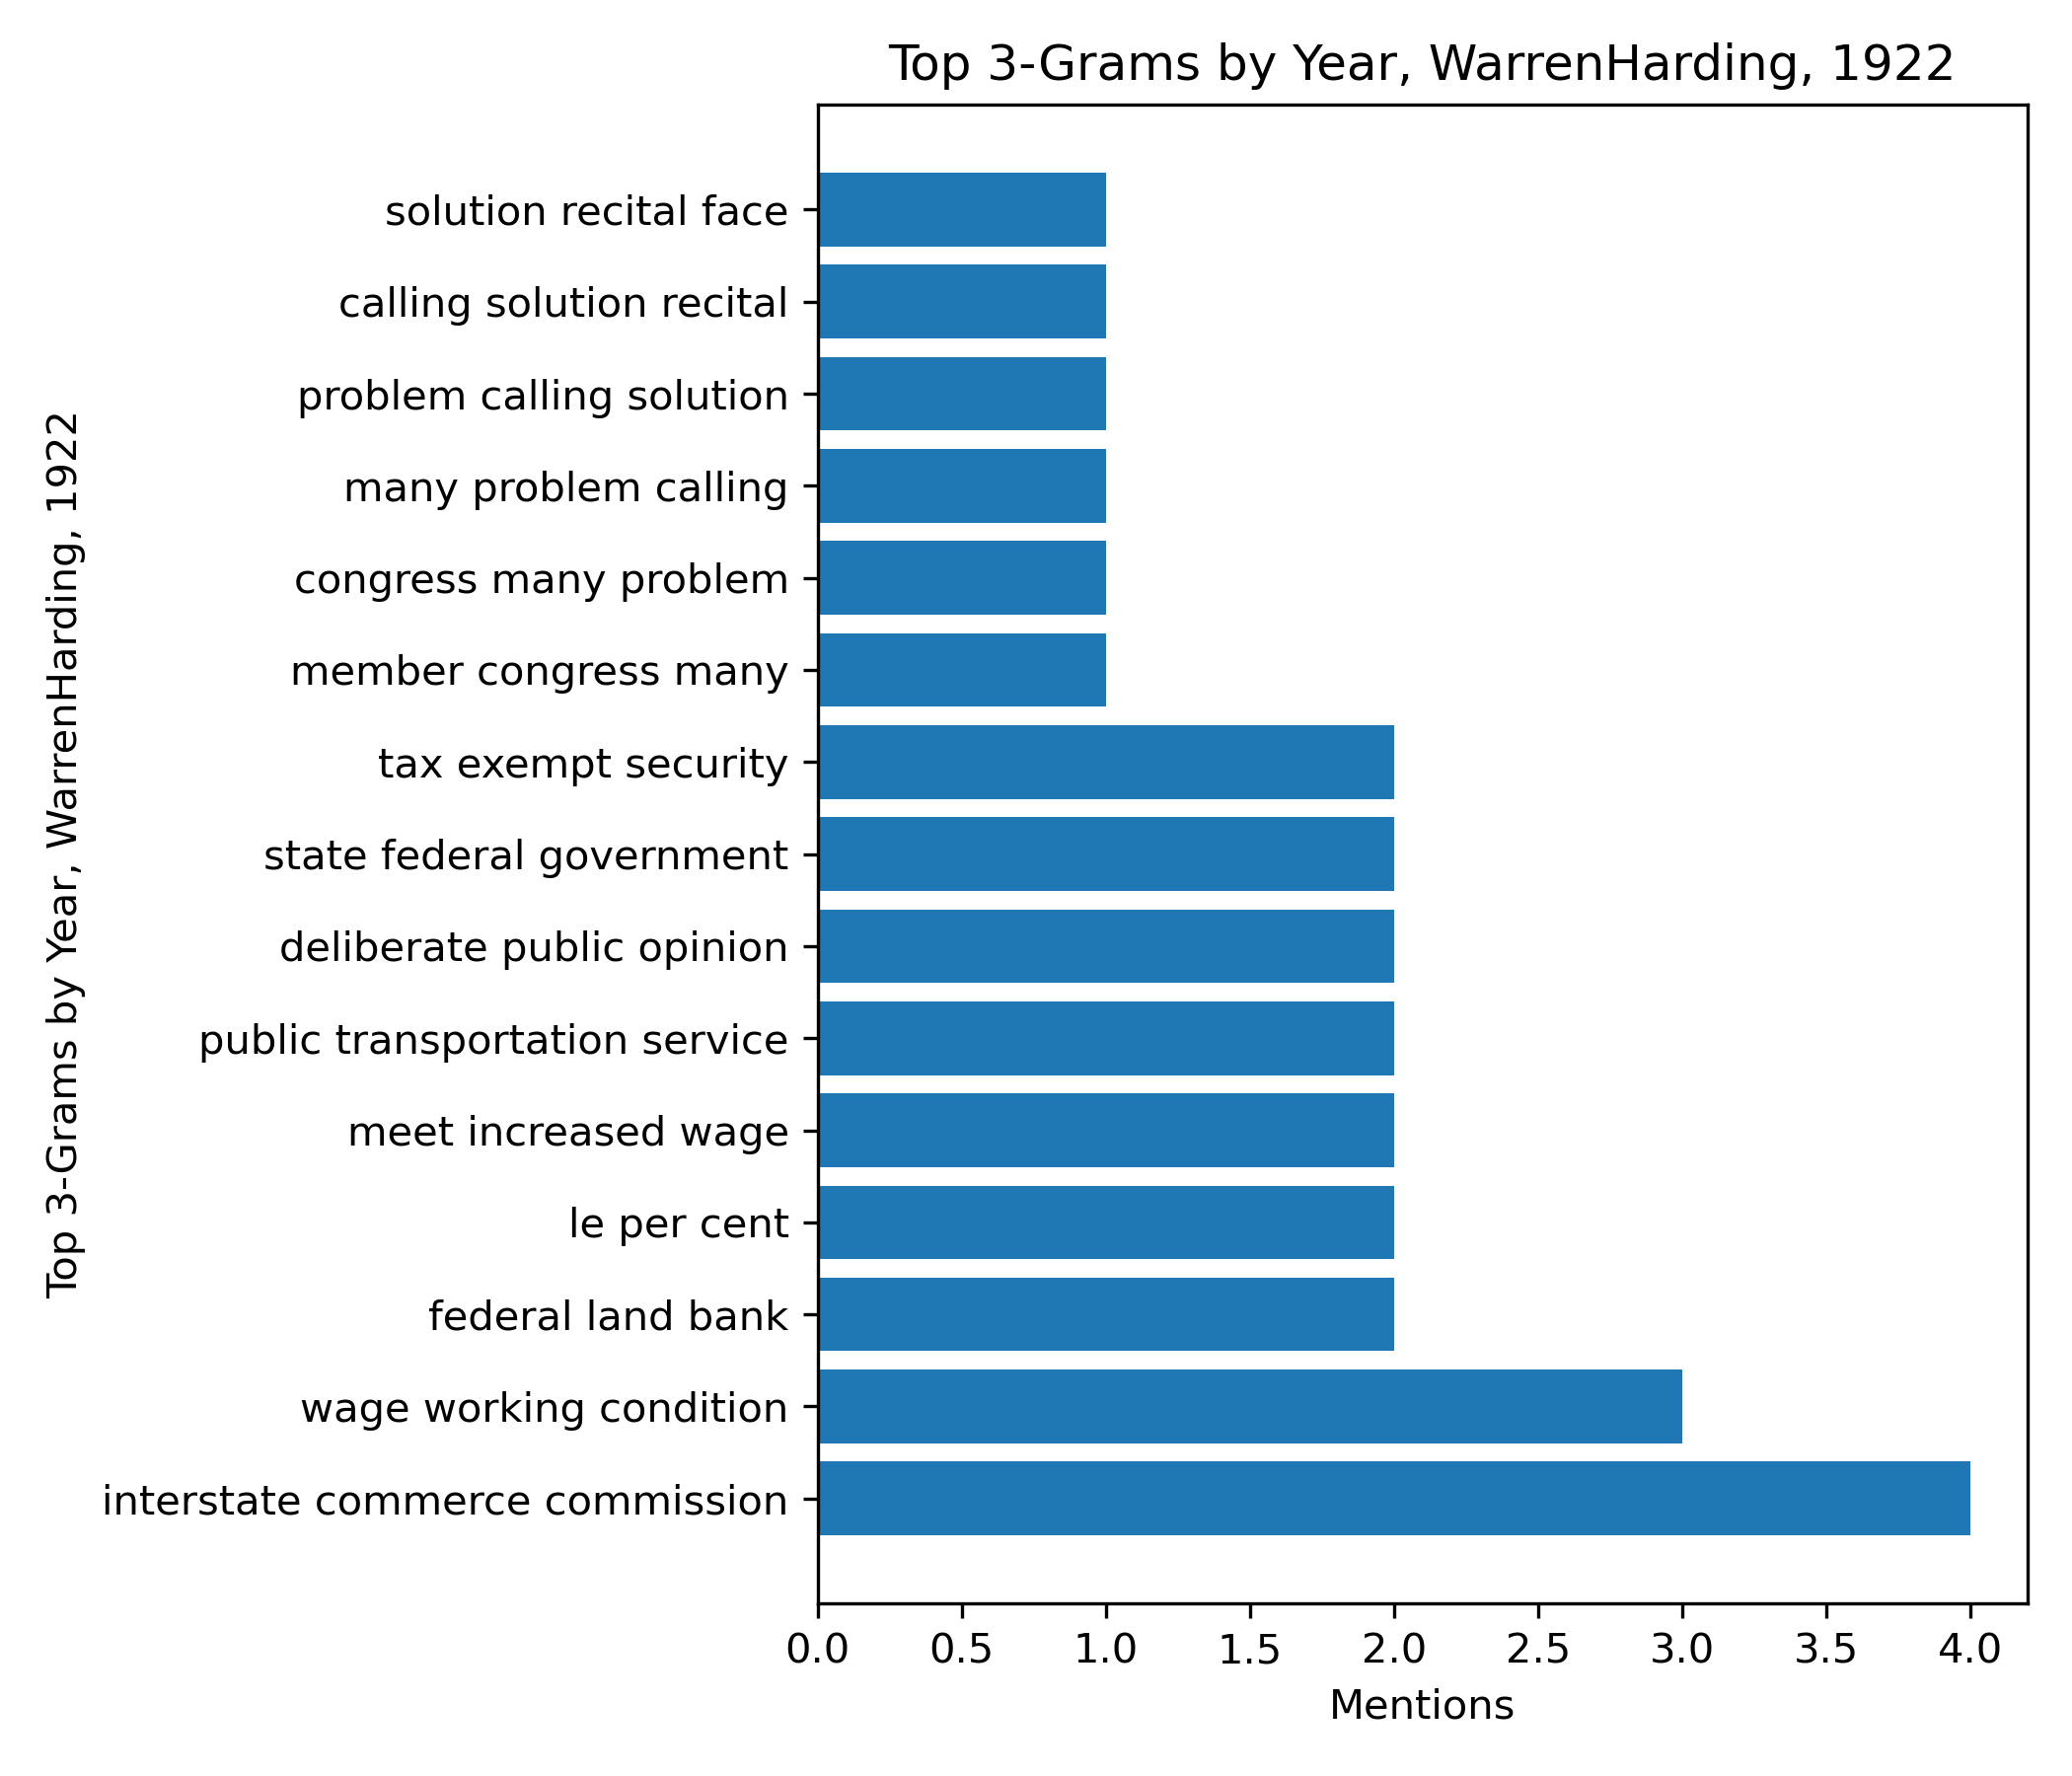 Top 3-Grams by Year, WarrenHarding, 1922
Top 3-Grams by Year, WarrenHarding, 1922
solution recital face
calling solution recital
problem calling solution
many problem calling
congress many problem
member congress many
tax exempt security
state federal government
deliberate public opinion
public transportation service
meet increased wage
le per cent
federal land bank
wage working condition
interstate commerce commission
0.0 0.5 1.0 1.5 2.0 2.5 3.0 3.5 4.0
Mentions